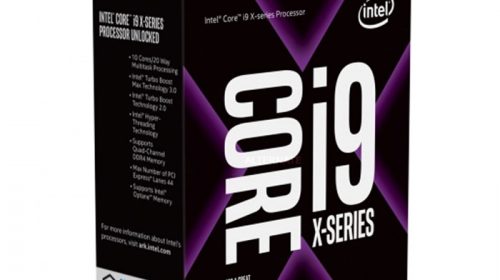 INTEL® CORE™ i9 X-SERIES
PROCESSOR UNLOCKED
• 10 Cores/20 Way
Multitask Processing
• Intel® Turbo Boost
Max Technology 3.0
• Intel® Turbo Boost
Technology 2.0
• Intel® Hyper-
Threading
Technology
• Supports
Quad-Channel
DDR4 Memory
• Max Number of PCI
Express® Lanes 44
• Supports Intel®
Optane™ Memory
For more information about Intel's
processors, visit ark.intel.com
Intel® Core™ i9 X-series Processor
intel
CORE
i9
X-SERIES